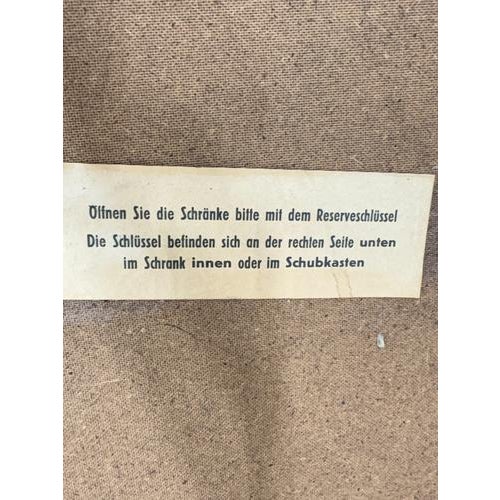 Öffnen Sie die Schränke bitte mit dem Reserveschlüssel
Die Schlüssel befinden sich an der rechten Seite unten
im Schrank innen oder im Schubkasten